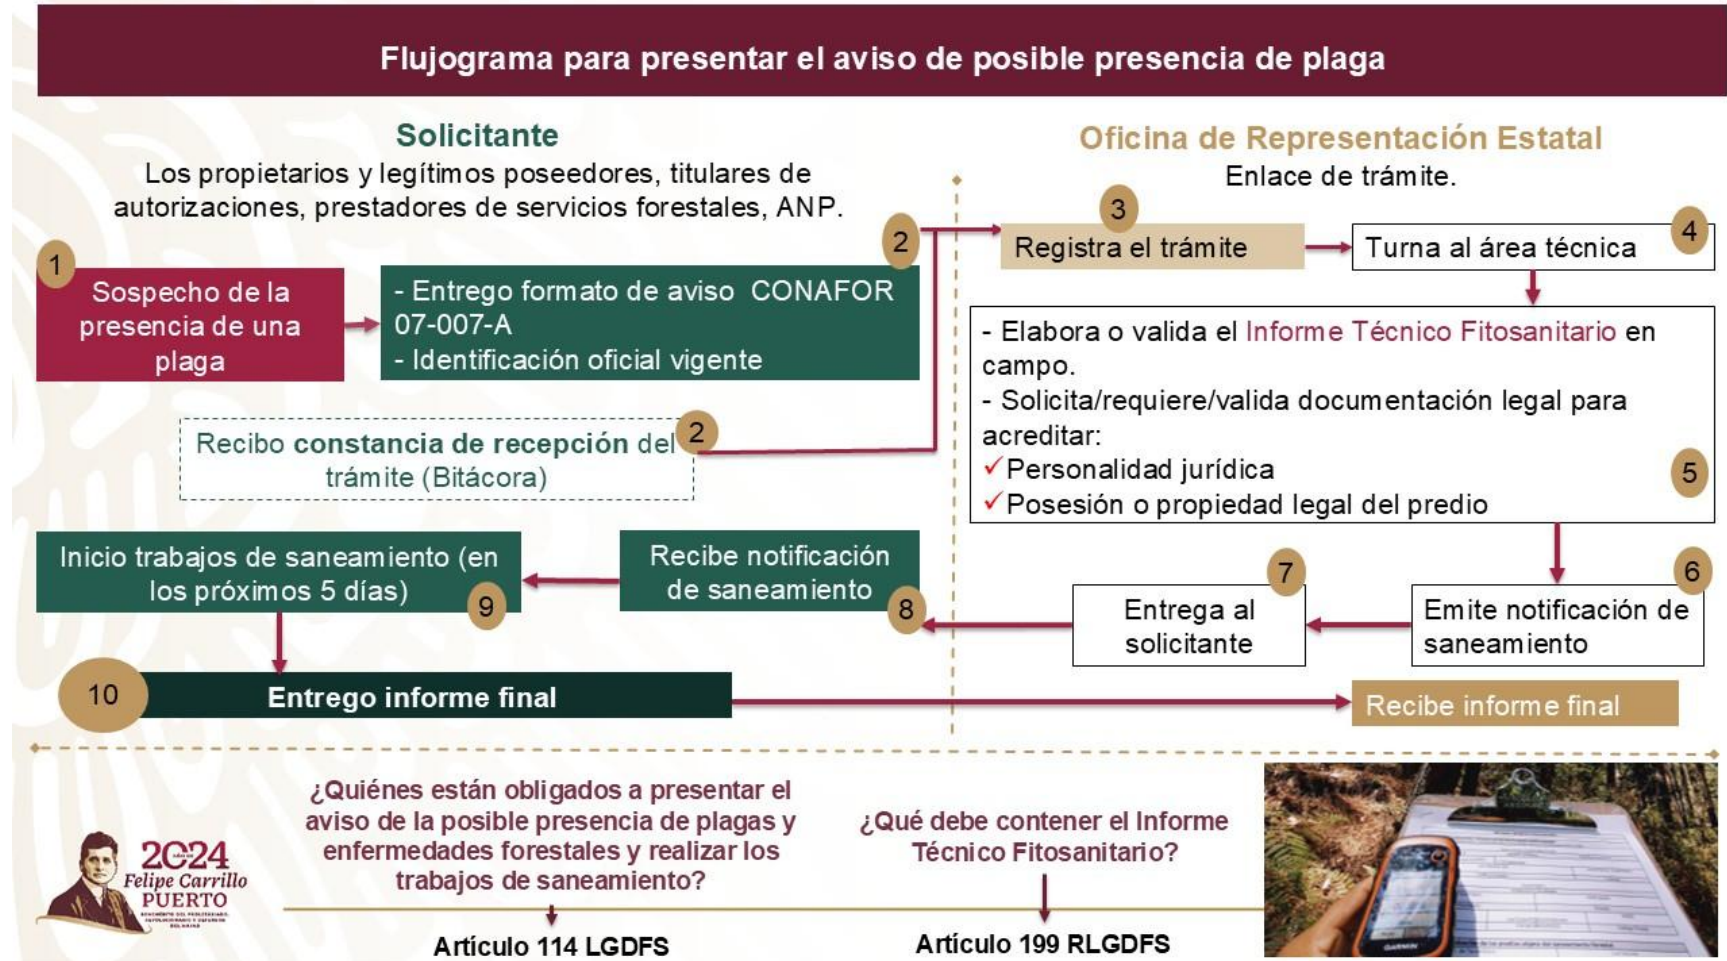 Flujograma para presentar el aviso de posible presencia de plaga
Solicitante
Los propietarios y legítimos poseedores, titulares de
autorizaciones, prestadores de servicios forestales, ANP.
Oficina de Representación Estatal
Enlace de trámite.
1
Sospecho de la
presencia de una
plaga
2
- Entrego formato de aviso CONAFOR
07-007-A
- Identificación oficial vigente
2
Recibo constancia de recepción del
trámite (Bitácora)
3
Registra el trámite
4
Turna al área técnica
- Elabora o valida el Informe Técnico Fitosanitario en
campo.
- Solicita/requiere/valida documentación legal para
acreditar:
✓Personalidad jurídica
✓Posesión o propiedad legal del predio
5
6
Emite notificación de
saneamiento
7
Entrega al
solicitante
Recibe notificación
de saneamiento
8
Inicio trabajos de saneamiento (en
los próximos 5 días)
9
10
Entrego informe final
Recibe informe final
¿Quiénes están obligados a presentar el
aviso de la posible presencia de plagas y
enfermedades forestales y realizar los
trabajos de saneamiento?
Artículo 114 LGDFS
¿Qué debe contener el Informe
Técnico Fitosanitario?
Artículo 199 RLGDFS
2024
Felipe Carrillo
PUERTO
GARMIN